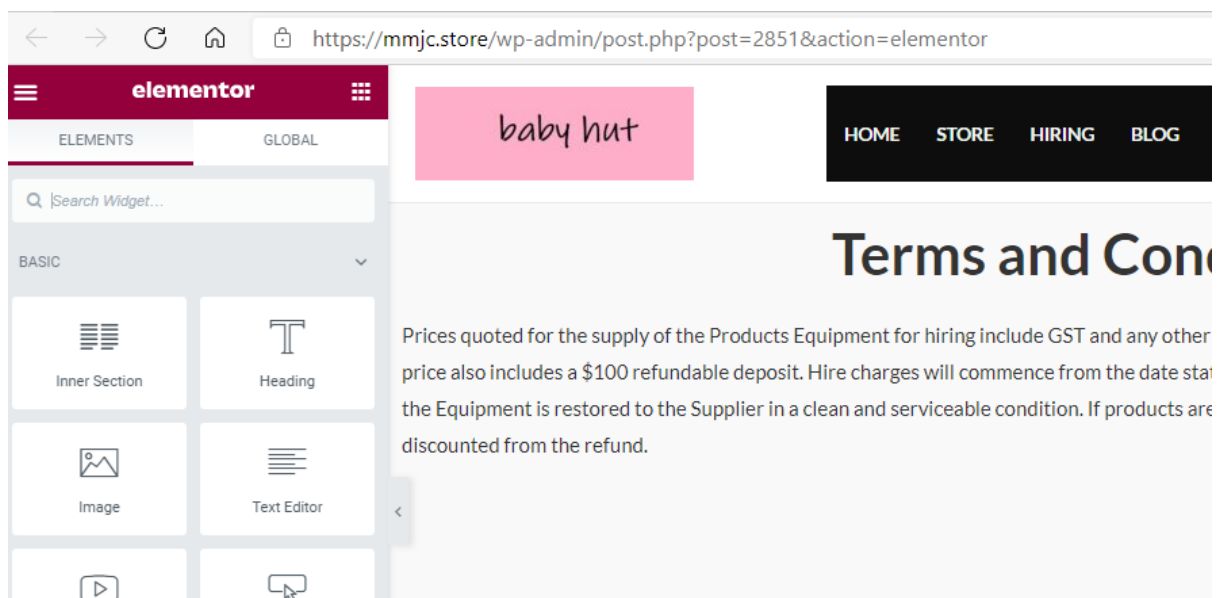 https://mmjc.store/wp-admin/post.php?post=2851&action=elementor
elementor
ELEMENTS
GLOBAL
Search Widget...
BASIC
Inner Section
Heading
Image
Text Editor
baby hut
HOME STORE HIRING BLOG
Terms and Con
Prices quoted for the supply of the Products Equipment for hiring include GST and any other
price also includes a $100 refundable deposit. Hire charges will commence from the date stat
the Equipment is restored to the Supplier in a clean and serviceable condition. If products are
discounted from the refund.